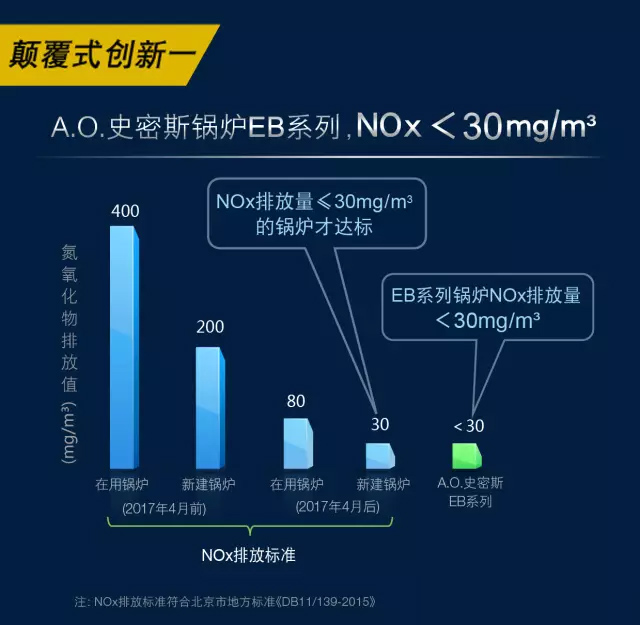 颠覆式创新一
A.O.史密斯锅炉EB系列,NOx＜30mg/m³
NOx排放量≤30mg/m³
的锅炉才达标
EB系列锅炉NOx排放量
＜30mg/m³
氮氧化物排放值(mg/m³)
400
200
80
30
＜30
在用锅炉 新建锅炉 在用锅炉 新建锅炉 A.O.史密斯
EB系列
(2017年4月前) (2017年4月后)
NOx排放标准
注: NOx排放标准符合北京市地方标准《DB11/139-2015》